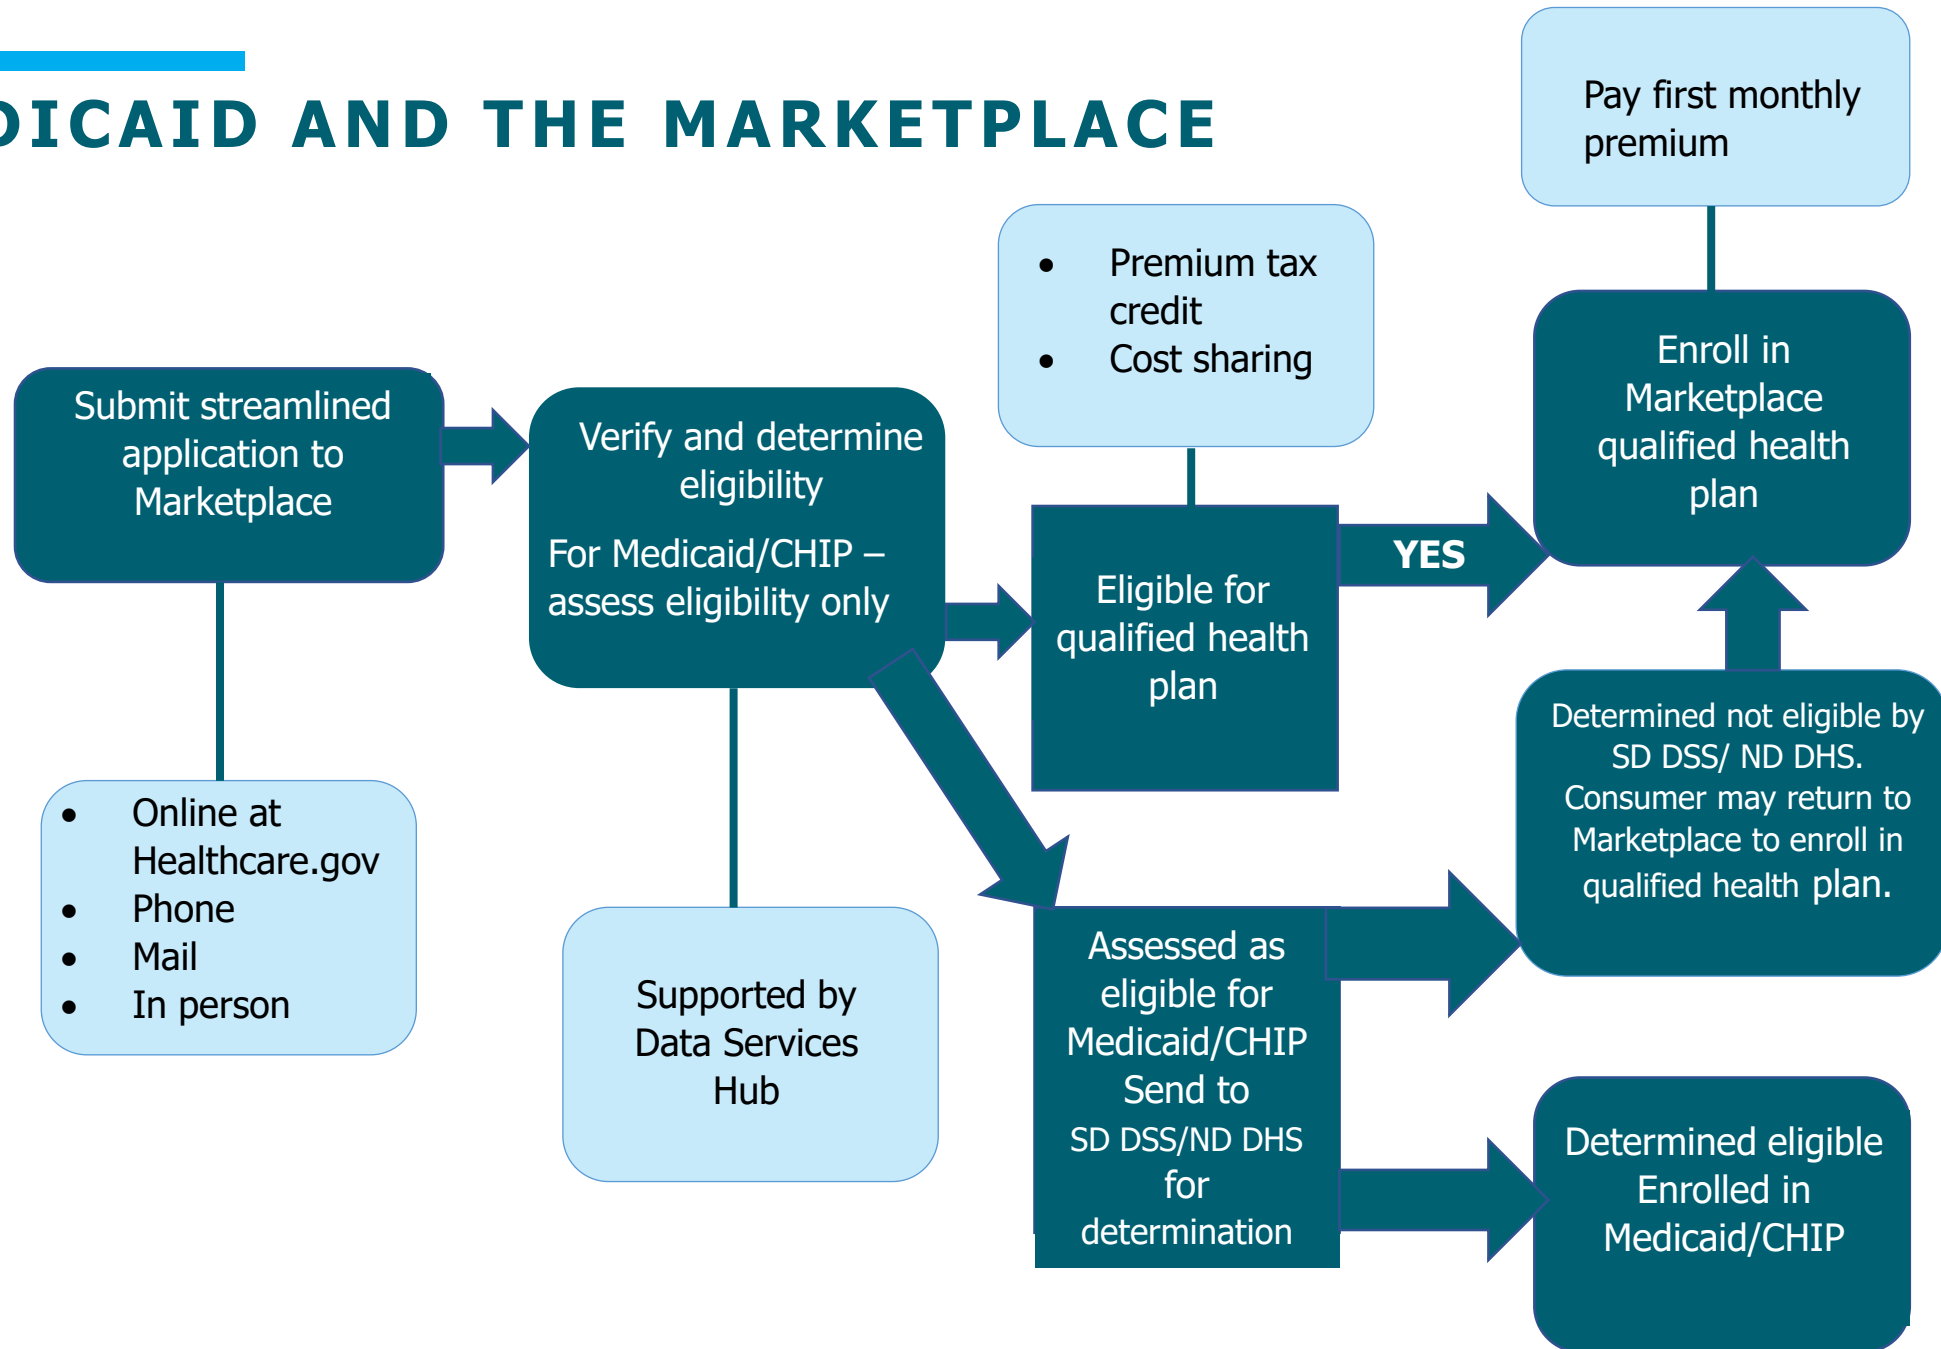 DICAID AND THE MARKETPLACE
Pay first monthly
premium
• Premium tax
credit
• Cost sharing
Enroll in
Marketplace
qualified health
plan
Submit streamlined
application to
Marketplace
Verify and determine
eligibility
For Medicaid/CHIP –
assess eligibility only
YES
Eligible for
qualified health
plan
Determined not eligible by
SD DSS/ ND DHS.
Consumer may return to
Marketplace to enroll in
qualified health plan.
• Online at
Healthcare.gov
• Phone
• Mail
• In person
Supported by
Data Services
Hub
Assessed as
eligible for
Medicaid/CHIP
Send to
SD DSS/ND DHS
for
determination
Determined eligible
Enrolled in
Medicaid/CHIP